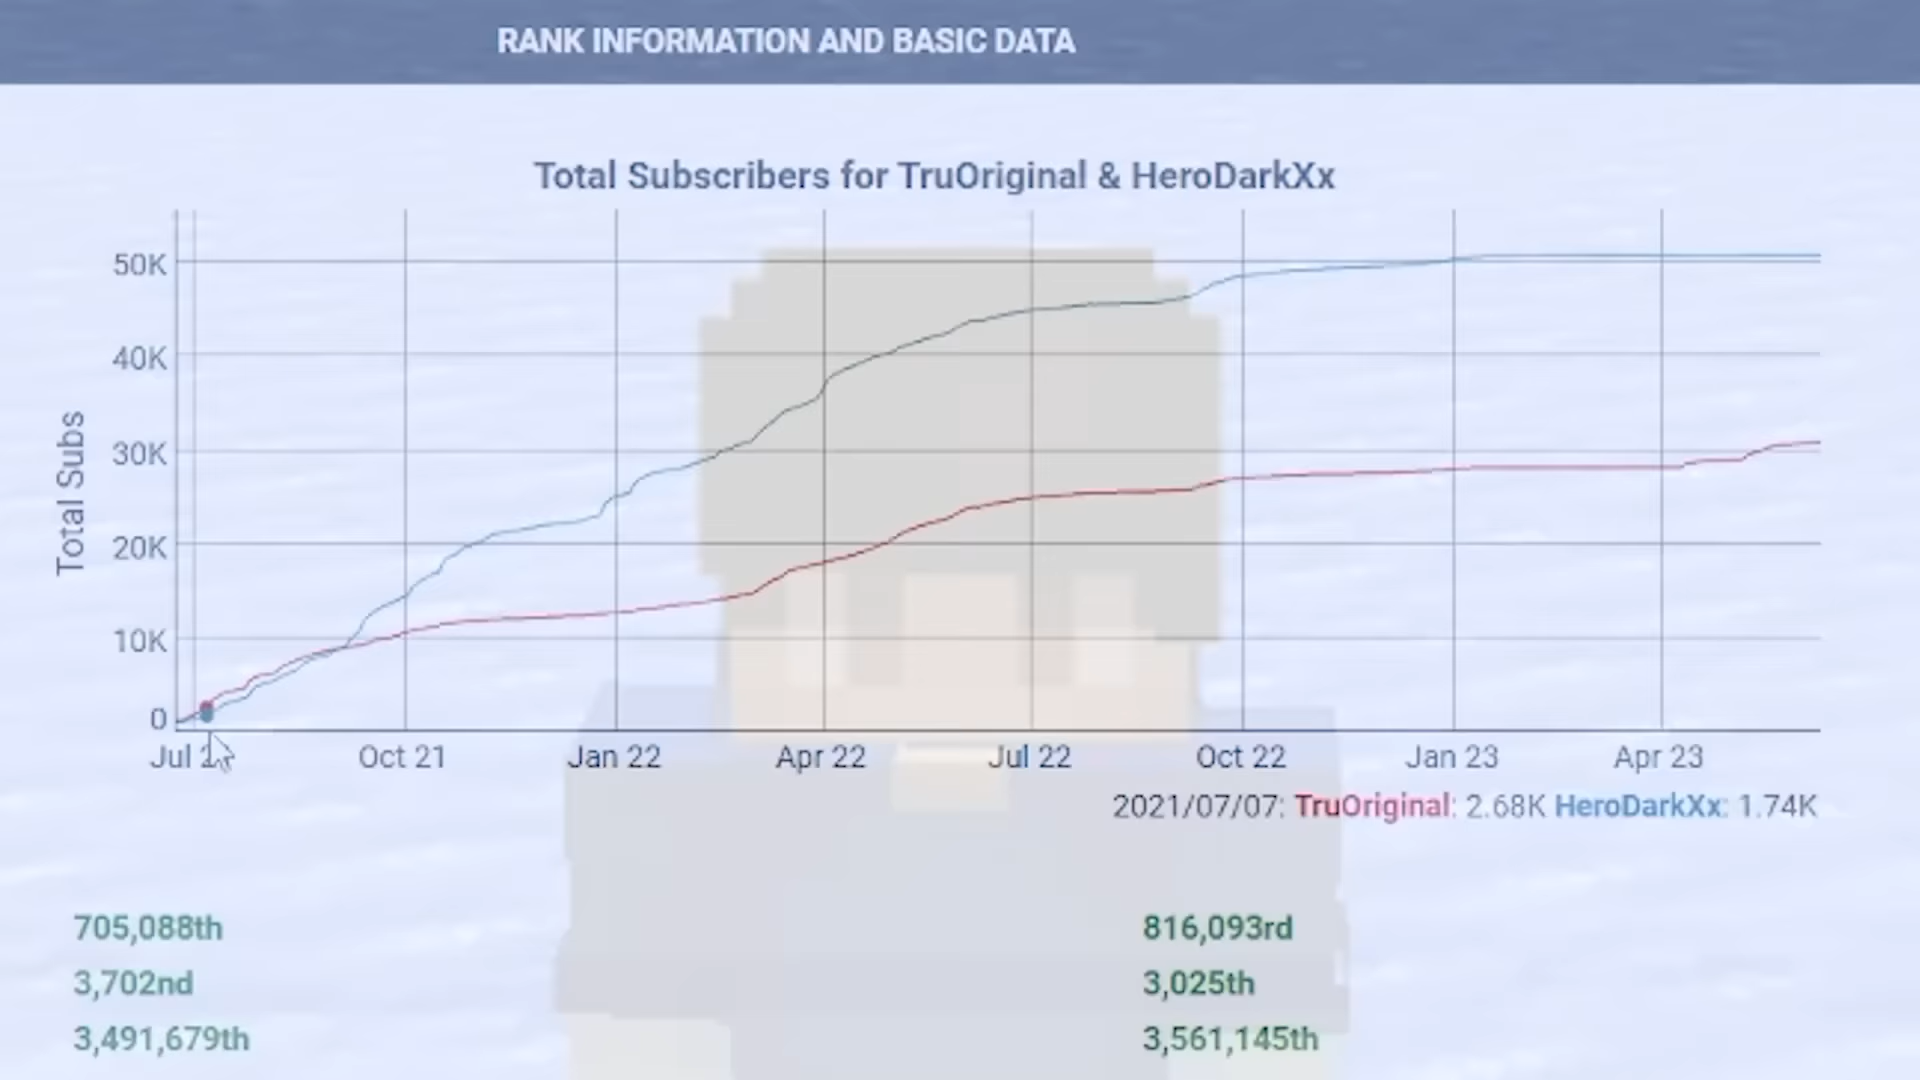 RANK INFORMATION AND BASIC DATA
Total Subscribers for TruOriginal & HeroDarkXx
50K
40K
30K
20K
10K
0
Total Subs
Jul Oct 21 Jan 22 Apr 22 Jul 22 Oct 22 Jan 23 Apr 23
2021/07/07: TruOriginal: 2.68K HeroDarkXx: 1.74K
705,088th 816,093rd
3,702nd 3,025th
3,491,679th 3,561,145th